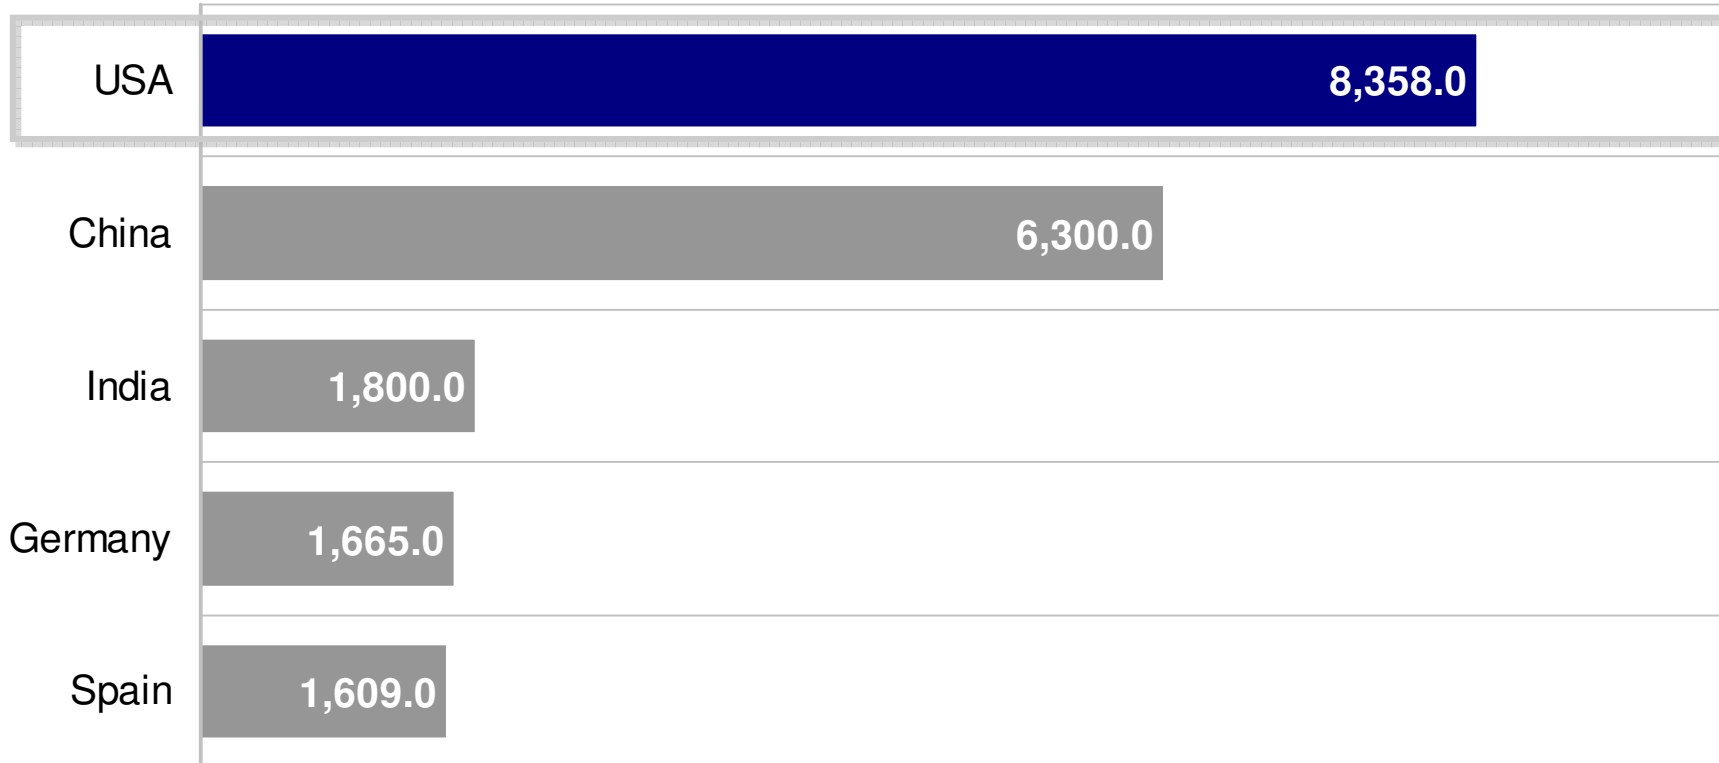 USA 8,358.0
China 6,300.0
India 1,800.0
Germany 1,665.0
Spain 1,609.0